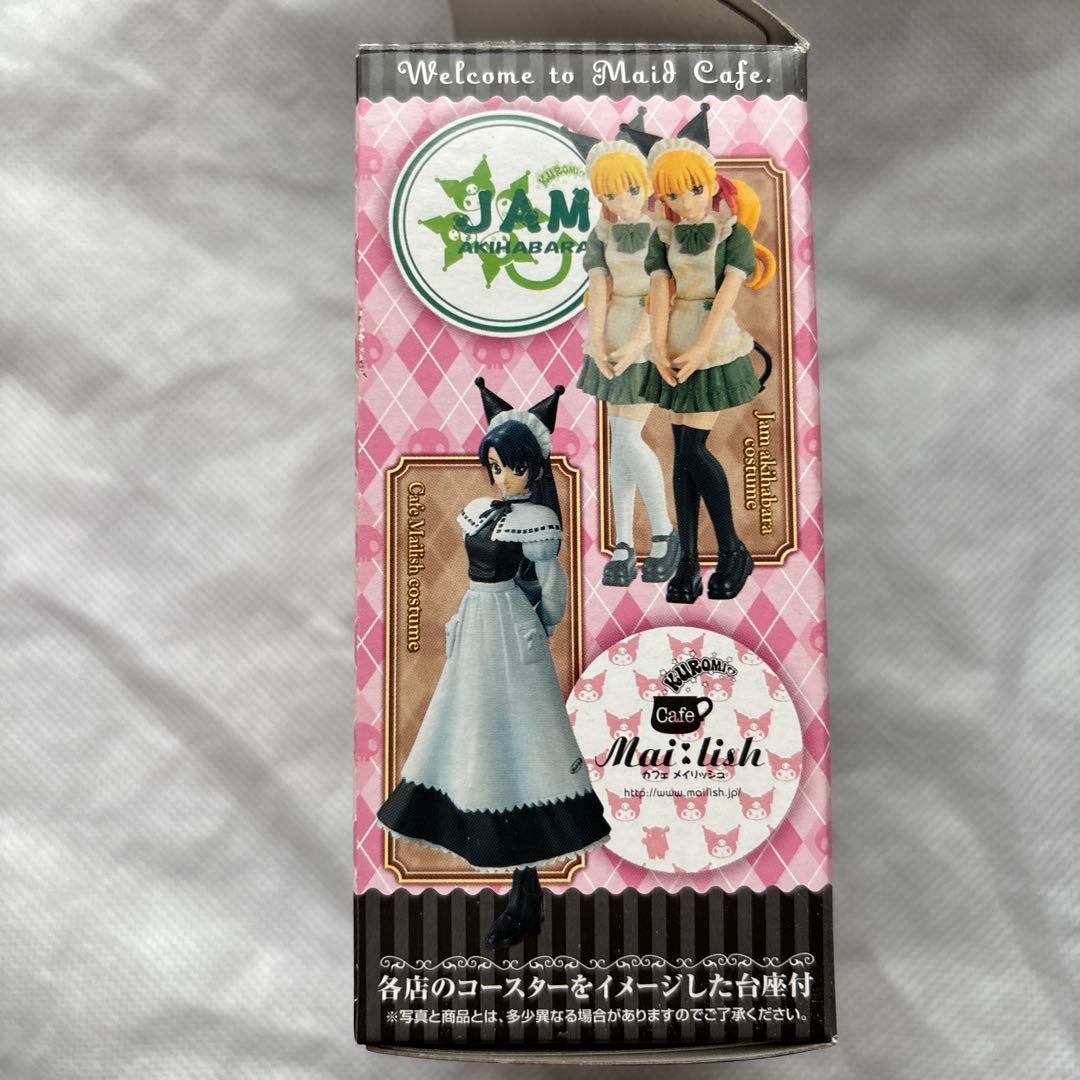 Welcome to Maid Cafe.
KUROMI
JAM
AKIHABARA
Jam akihabara
costume
Cafe Mailish costume
KUROMI
Cafe
Mai:lish
カフェ メイリッシュ
http://www.mailish.jp/
各店のコースターをイメージした台座付
※写真と商品とは、多少異なる場合がありますのでご了承ください。